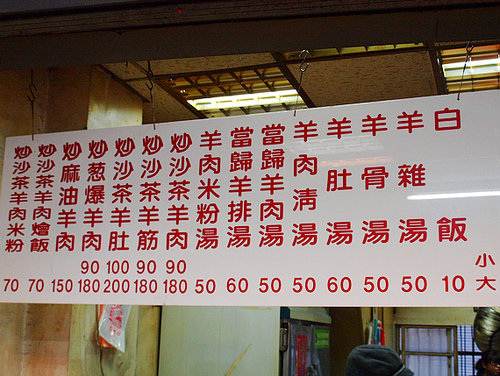 小
大
白飯
10
羊雜湯
50
羊骨湯
50
羊肚湯
60
羊肉清湯
50
當歸羊肉湯
50
當歸羊排湯
60
羊肉米粉湯
50
炒沙茶羊肉
90
180
炒沙茶羊筋
90
180
炒沙茶羊肚
100
200
炒葱爆羊肉
90
180
炒麻油羊肉
150
炒沙茶羊肉燴飯
70
炒沙茶羊肉米粉
70